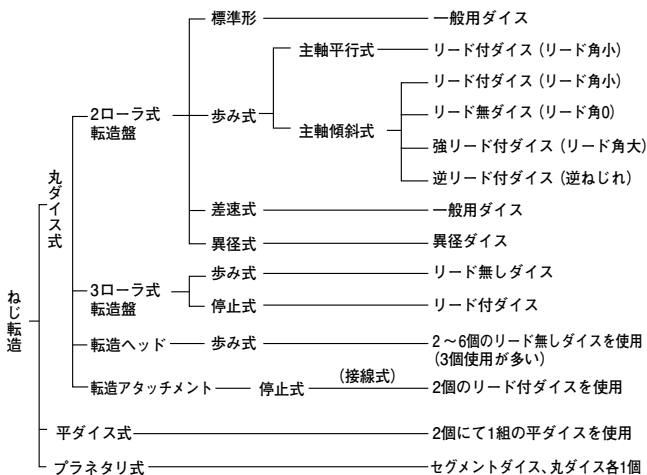 標準形
一般用ダイス
主軸平行式
リード付ダイス（リード角小）
リード付ダイス（リード角小）
2ローラ式
転造盤
歩み式
主軸傾斜式
リード無ダイス（リード角0）
強リード付ダイス（リード角大）
逆リード付ダイス（逆ねじれ）
丸ダイス式
差速式
一般用ダイス
異径式
異径ダイス
ねじ転造
3ローラ式
転造盤
歩み式
リード無しダイス
停止式
リード付ダイス
転造ヘッド
歩み式
2～6個のリード無しダイスを使用
（3個使用が多い）
転造アタッチメント
停止式
（接線式）
2個のリード付ダイスを使用
平ダイス式
2個にて1組の平ダイスを使用
プラネタリ式
セグメントダイス、丸ダイス各1個